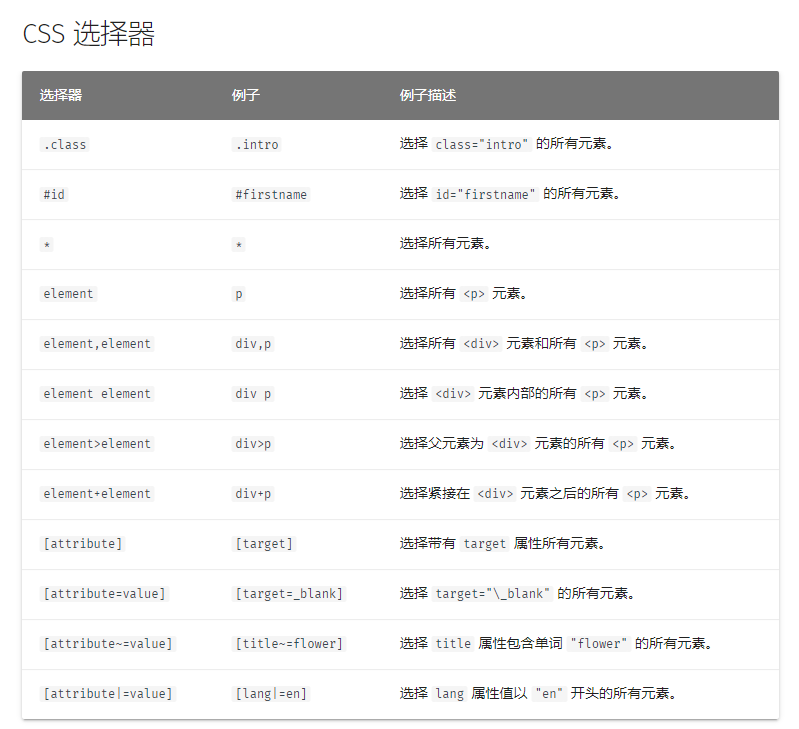 CSS 选择器
选择器 例子 例子描述
.class .intro 选择 class="intro" 的所有元素。
#id #firstname 选择 id="firstname" 的所有元素。
* * 选择所有元素。
element p 选择所有 <p> 元素。
element,element div,p 选择所有 <div> 元素和所有 <p> 元素。
element element div p 选择 <div> 元素内部的所有 <p> 元素。
element>element div>p 选择父元素为 <div> 元素的所有 <p> 元素。
element+element div+p 选择紧接在 <div> 元素之后的所有 <p> 元素。
[attribute] [target] 选择带有 target 属性所有元素。
[attribute=value] [target=_blank] 选择 target="\_blank" 的所有元素。
[attribute~=value] [title~=flower] 选择 title 属性包含单词 "flower" 的所有元素。
[attribute|=value] [lang|=en] 选择 lang 属性值以 "en" 开头的所有元素。